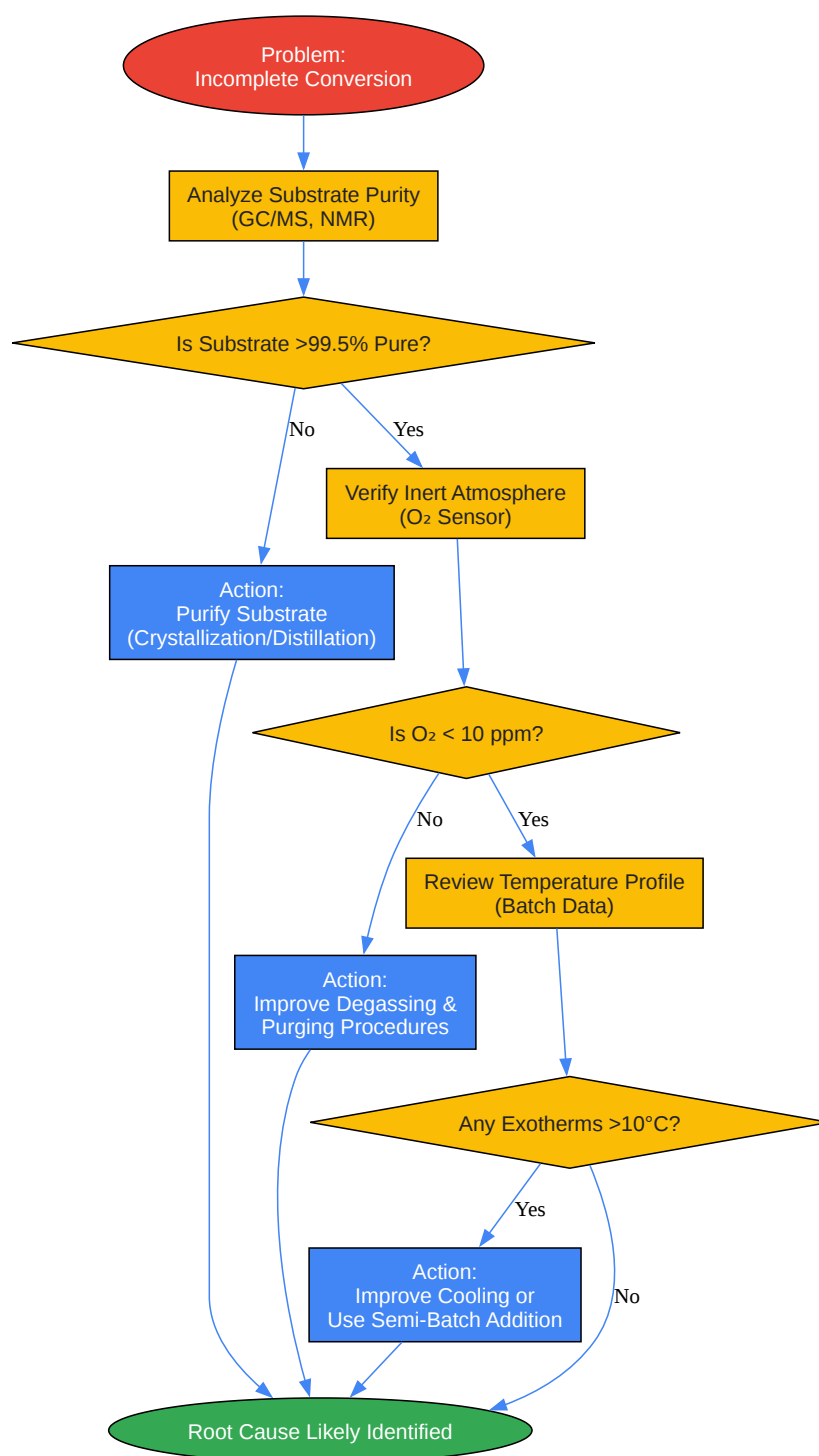 Problem:
Incomplete Conversion
Analyze Substrate Purity
(GC/MS, NMR)
Is Substrate >99.5% Pure?
No
Yes
Verify Inert Atmosphere
(O₂ Sensor)
Action:
Purify Substrate
(Crystallization/Distillation)
Is O₂ < 10 ppm?
No
Yes
Review Temperature Profile
(Batch Data)
Action:
Improve Degassing &
Purging Procedures
Any Exotherms >10°C?
Yes
Action:
Improve Cooling or
Use Semi-Batch Addition
No
Root Cause Likely Identified